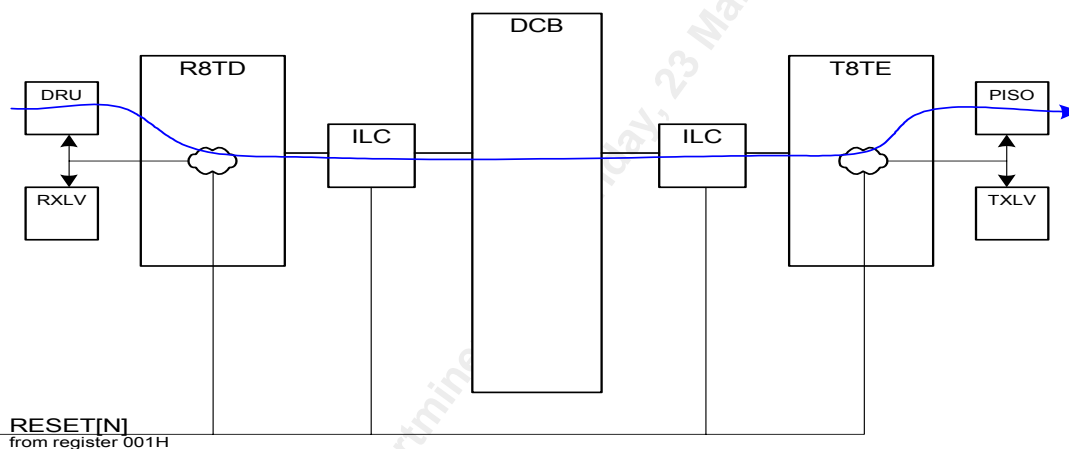 DCB
R8TD
T8TE
DRU
PISO
ILC
ILC
RXLV
TXLV
RESET[N]
from register 001H